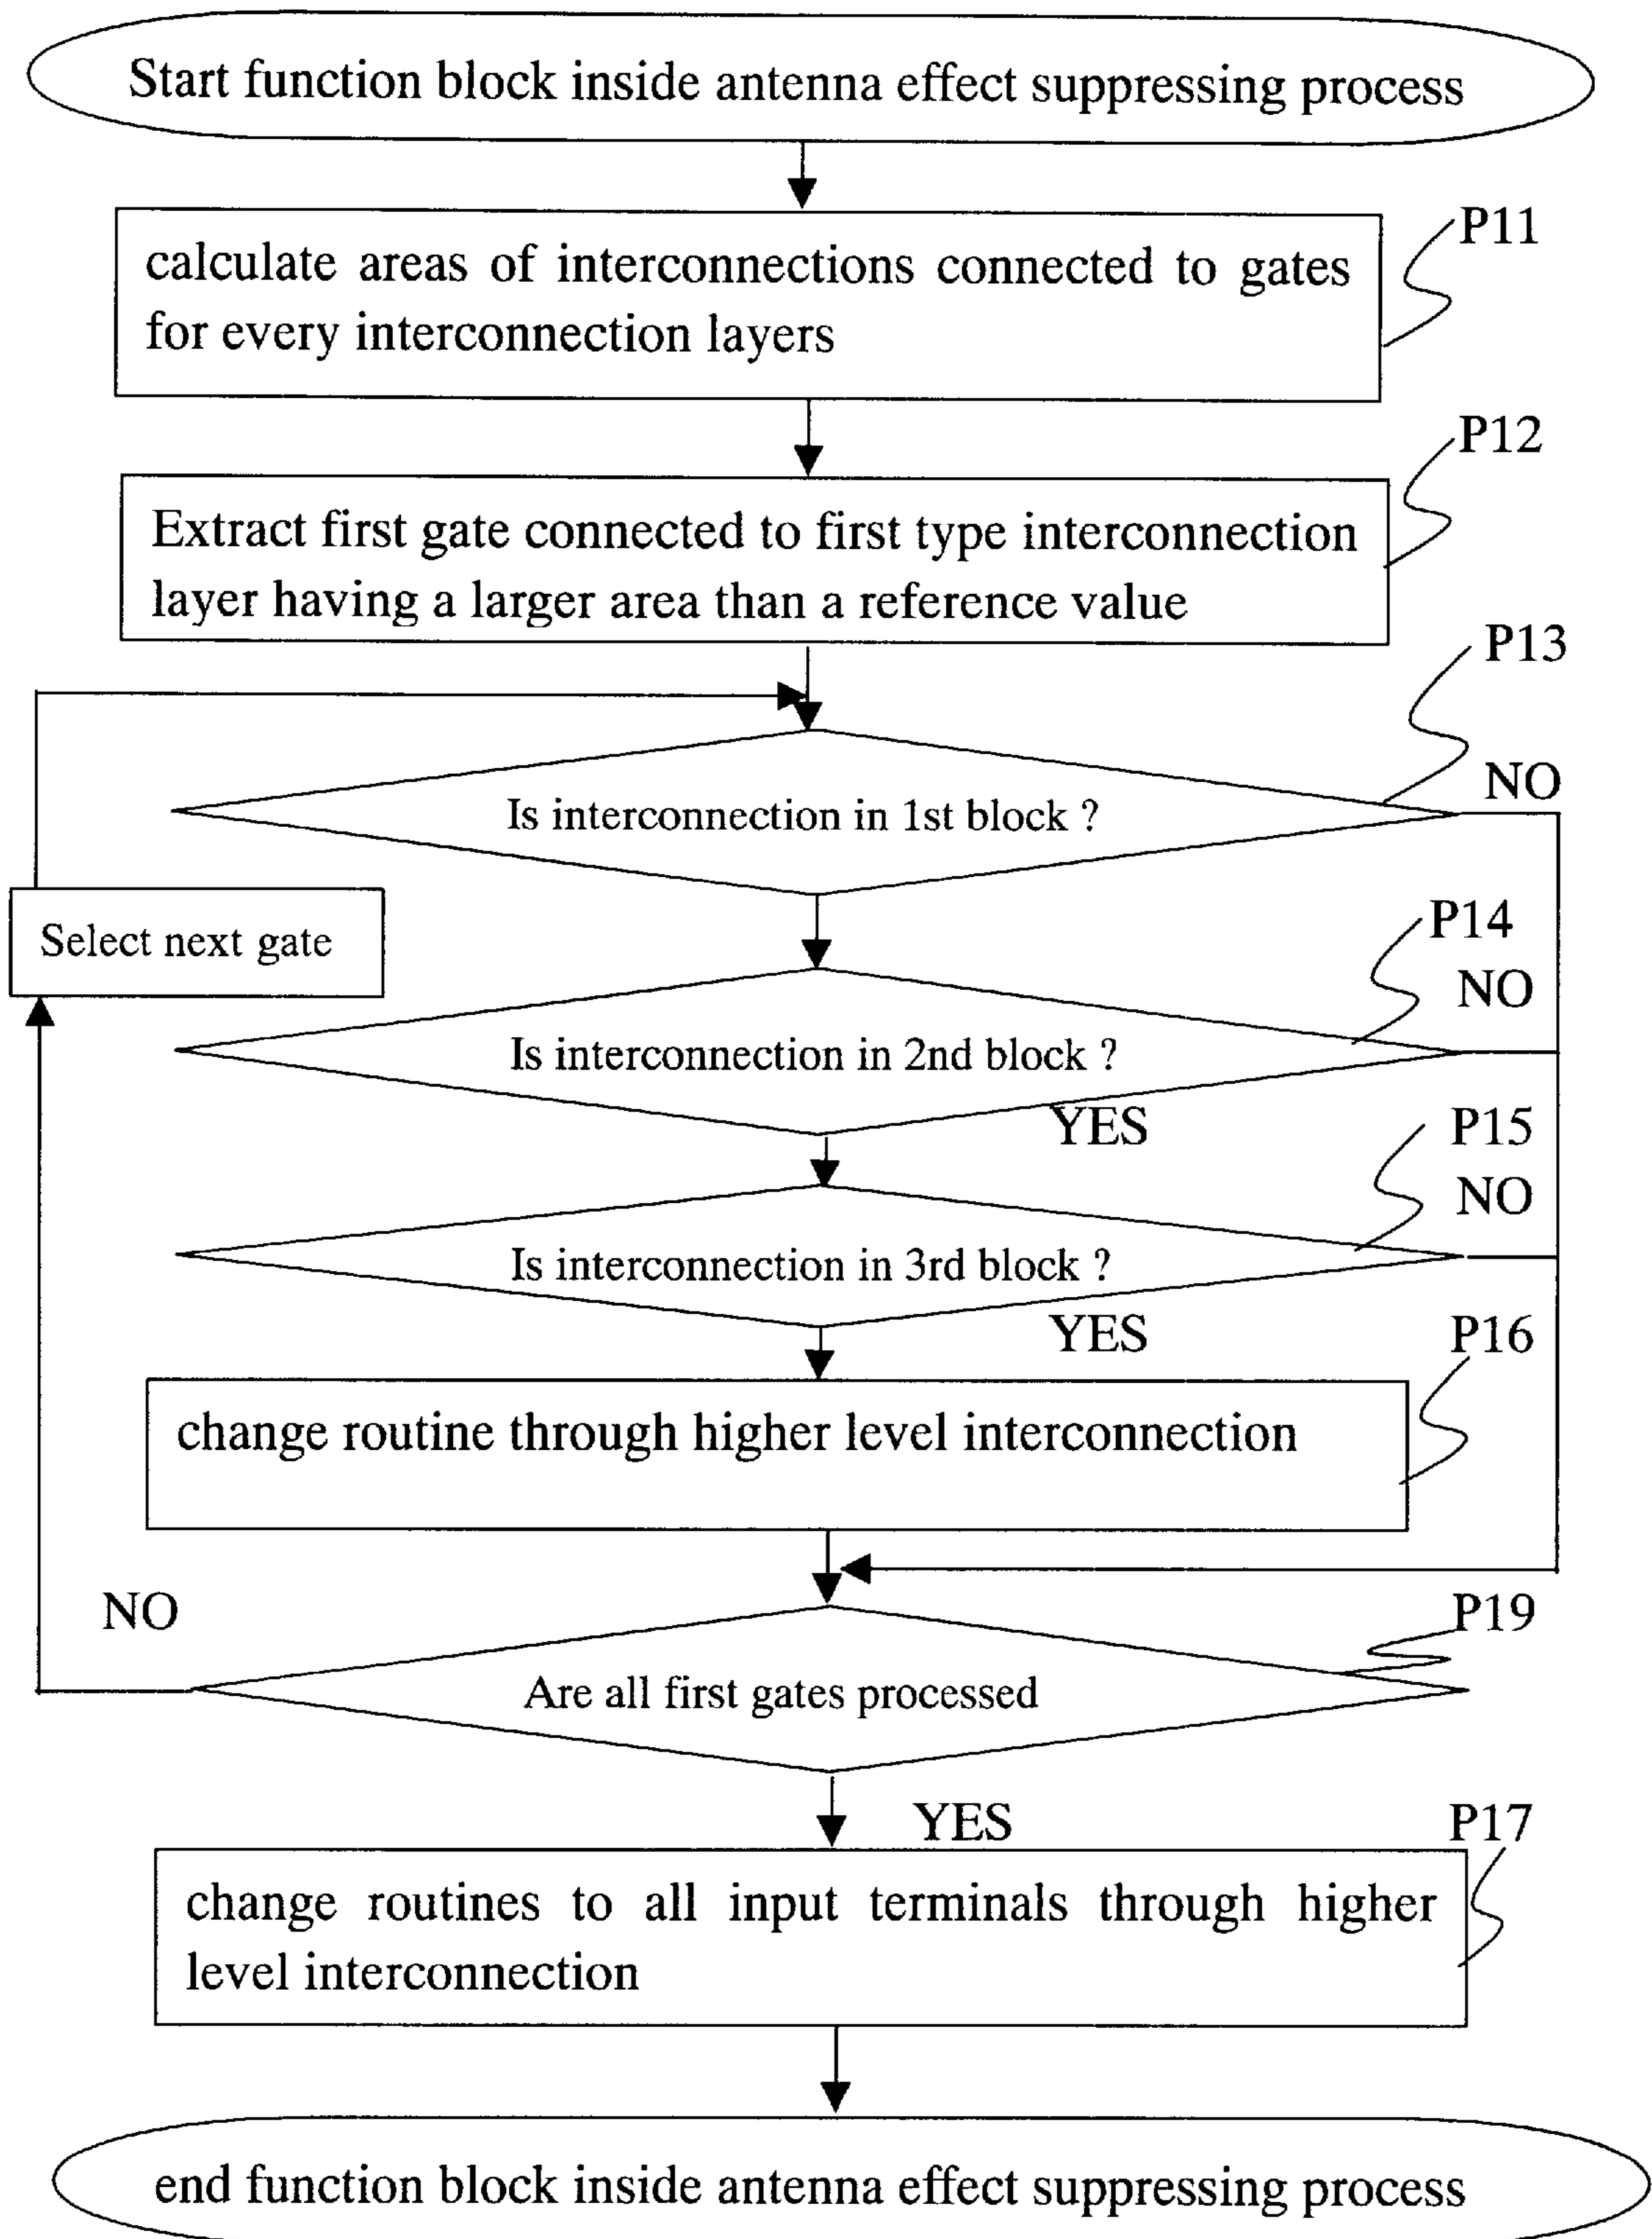 Start function block inside antenna effect suppressing process
P11
calculate areas of interconnections connected to gates
for every interconnection layers
P12
Extract first gate connected to first type interconnection
layer having a larger area than a reference value
P13
NO
Is interconnection in 1st block ?
Select next gate
P14
NO
Is interconnection in 2nd block ?
YES
P15
NO
Is interconnection in 3rd block ?
YES
P16
change routine through higher level interconnection
NO
P19
Are all first gates processed
YES
P17
change routines to all input terminals through higher
level interconnection
end function block inside antenna effect suppressing process